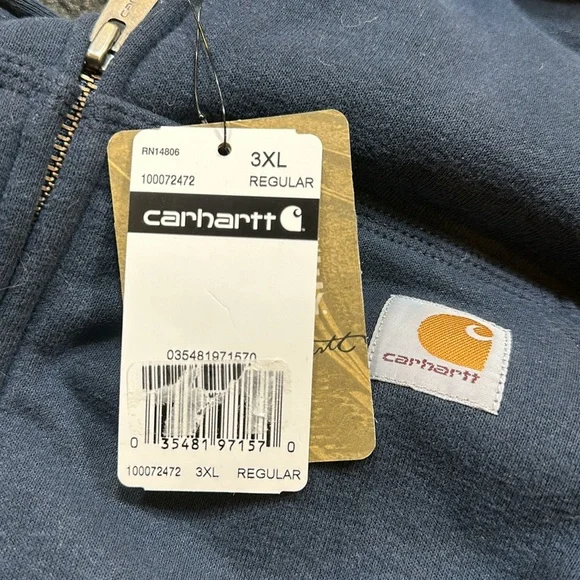 RN14806
3XL
100072472
REGULAR
carhartt
035481971570
0 35481 97157 0
100072472 3XL REGULAR
carhartt